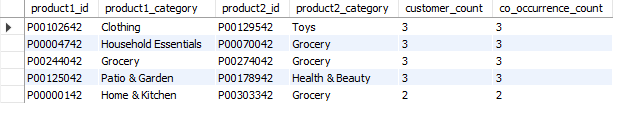 product1_id product1_category product2_id product2_category customer_count co_occurrence_count
P00102642 Clothing P00129542 Toys 3 3
P00004742 Household Essentials P00070042 Grocery 3 3
P00244042 Grocery P00274042 Grocery 3 3
P00125042 Patio & Garden P00178942 Health & Beauty 3 3
P00000142 Home & Kitchen P00303342 Grocery 2 2